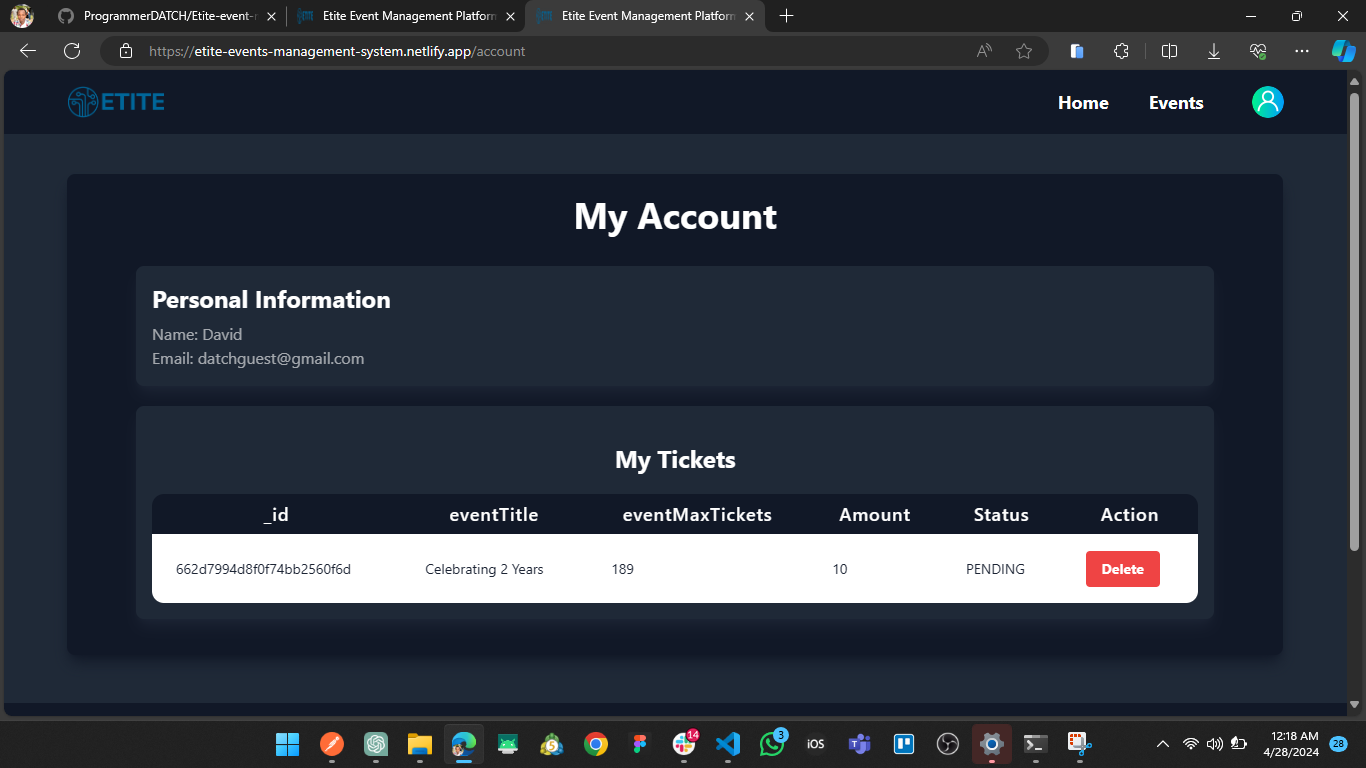 ProgrammerDATCH/Etite-event-
Etite Event Management Platform
Etite Event Management Platform
https://etite-events-management-system.netlify.app/account
ETITE
Home
Events
My Account
Personal Information
Name: David
Email: datchguest@gmail.com
My Tickets
_id eventTitle eventMaxTickets Amount Status Action
662d7994d8f0f74bb2560f6d Celebrating 2 Years 189 10 PENDING Delete
14
3
iOS
12:18 AM
4/28/2024
28